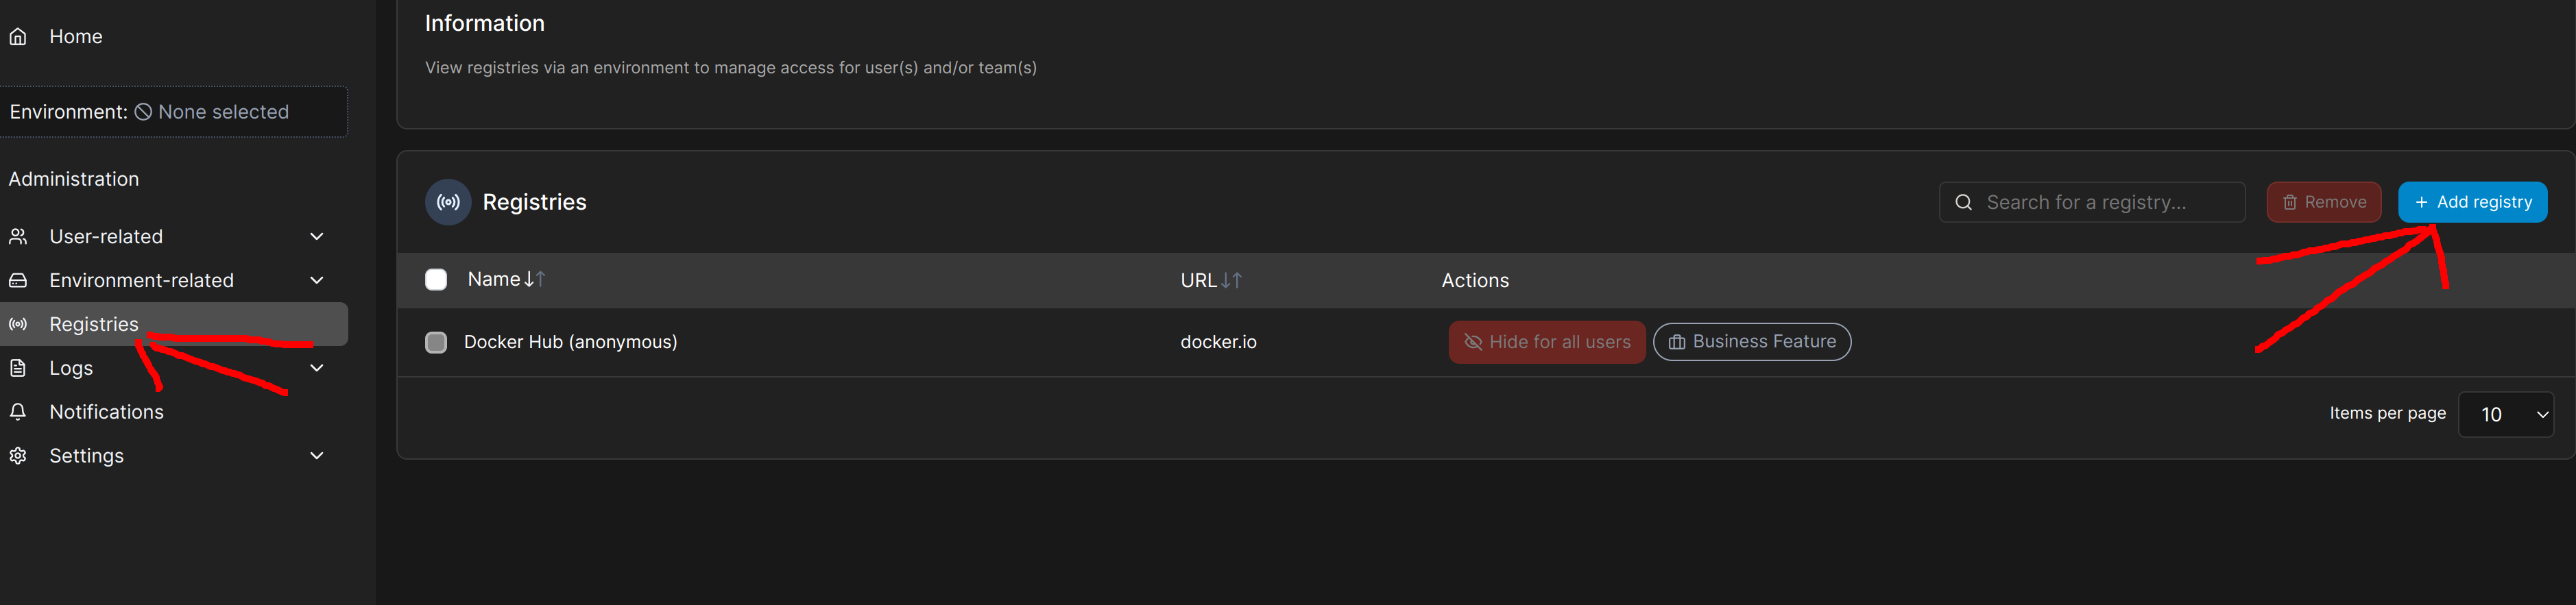 Home
Environment: None selected
Administration
User-related
Environment-related
Registries
Logs
Notifications
Settings
Information
View registries via an environment to manage access for user(s) and/or team(s)
Registries
Search for a registry...
Remove
+ Add registry
Name URL Actions
Docker Hub (anonymous) docker.io Hide for all users Business Feature
Items per page 10